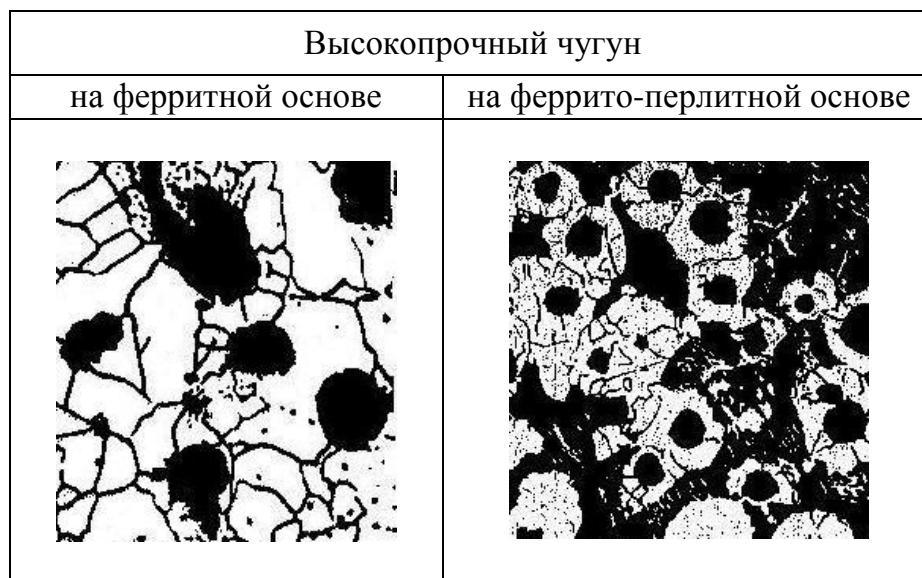 Высокопрочный чугун
на ферритной основе
на феррито-перлитной основе